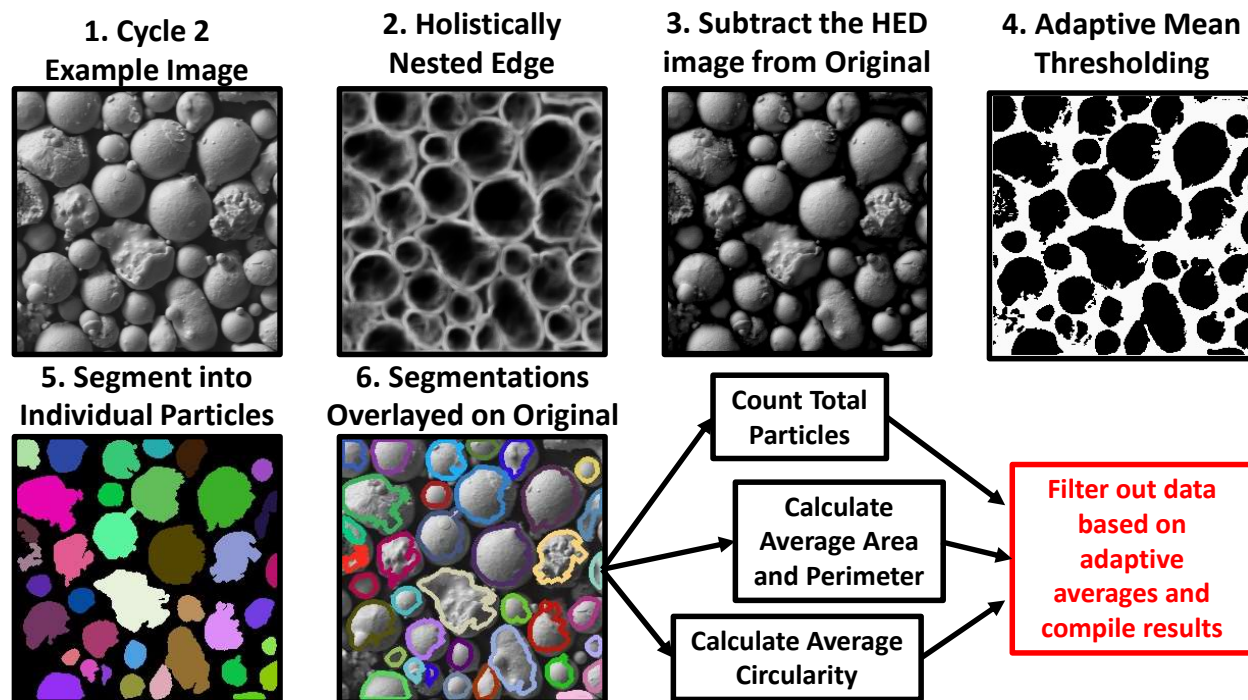 1. Cycle 2
Example Image
2. Holistically
Nested Edge
3. Subtract the HED
image from Original
4. Adaptive Mean
Thresholding
5. Segment into
Individual Particles
6. Segmentations
Overlayed on Original
Count Total
Particles
Calculate
Average Area
and Perimeter
Calculate Average
Circularity
Filter out data
based on
adaptive
averages and
compile results